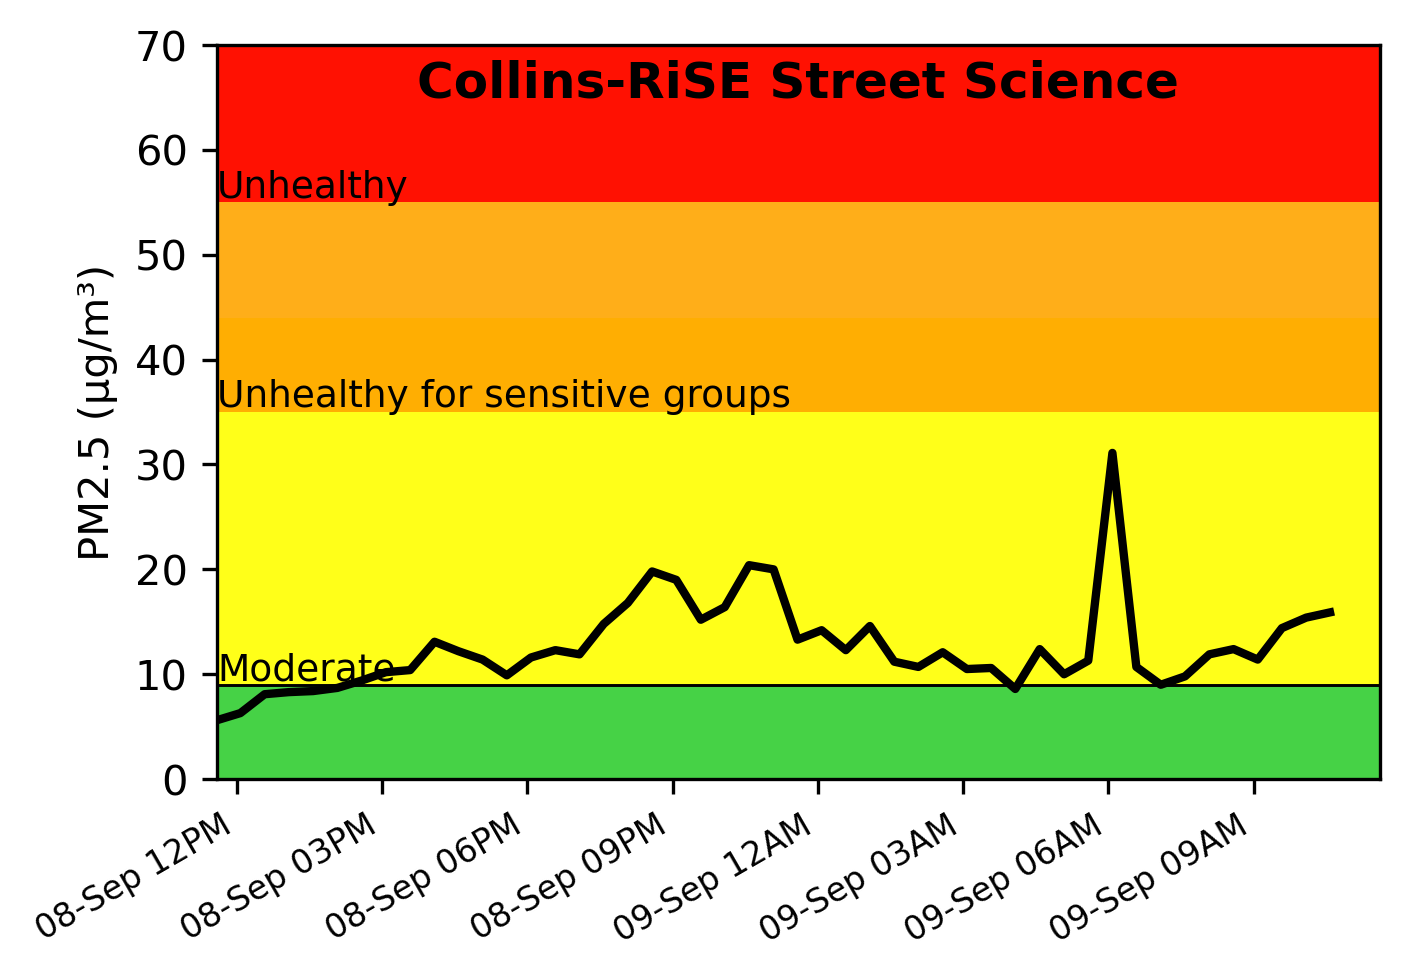 Collins-RiSE Street Science
70
60
Unhealthy
50
40
Unhealthy for sensitive groups
30
20
Moderate
10
0
PM2.5 (µg/m³)
08-Sep 12PM
08-Sep 03PM
08-Sep 06PM
08-Sep 09PM
09-Sep 12AM
09-Sep 03AM
09-Sep 06AM
09-Sep 09AM